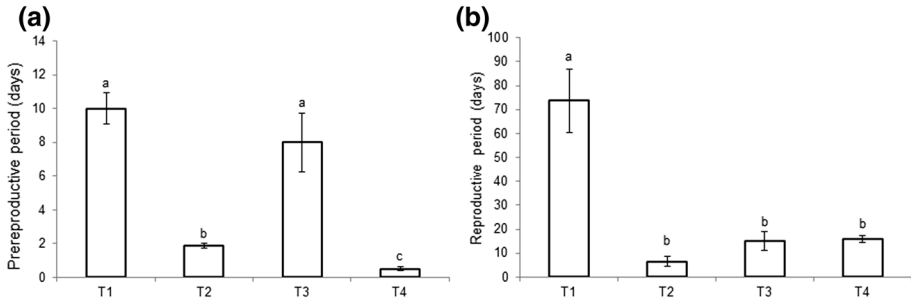 (a)
Prereproductive period (days)
14
12
10
8
6
4
2
0
a
b
a
c
T1 T2 T3 T4
(b)
Reproductive period (days)
100
90
80
70
60
50
40
30
20
10
0
a
b
b
b
T1 T2 T3 T4